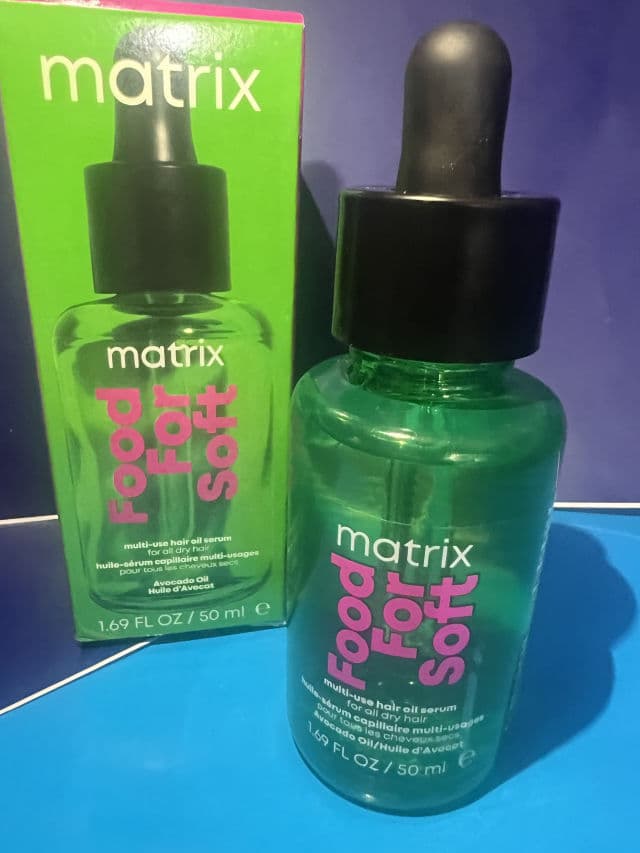 matrix
matrix
Food
For
Soft
multi-use hair oil serum
for all dry hair
huile-sérum capillaire multi-usages
pour tous les cheveux secs
Avocado Oil
Huile d'Avocat
1.69 FL OZ / 50 ml e
matrix
Food
For
Soft
multi-use hair oil serum
for all dry hair
huile-sérum capillaire multi-usages
pour tous les cheveux secs
Avocado Oil/Huile d'Avocat
1.69 FL OZ / 50 ml e